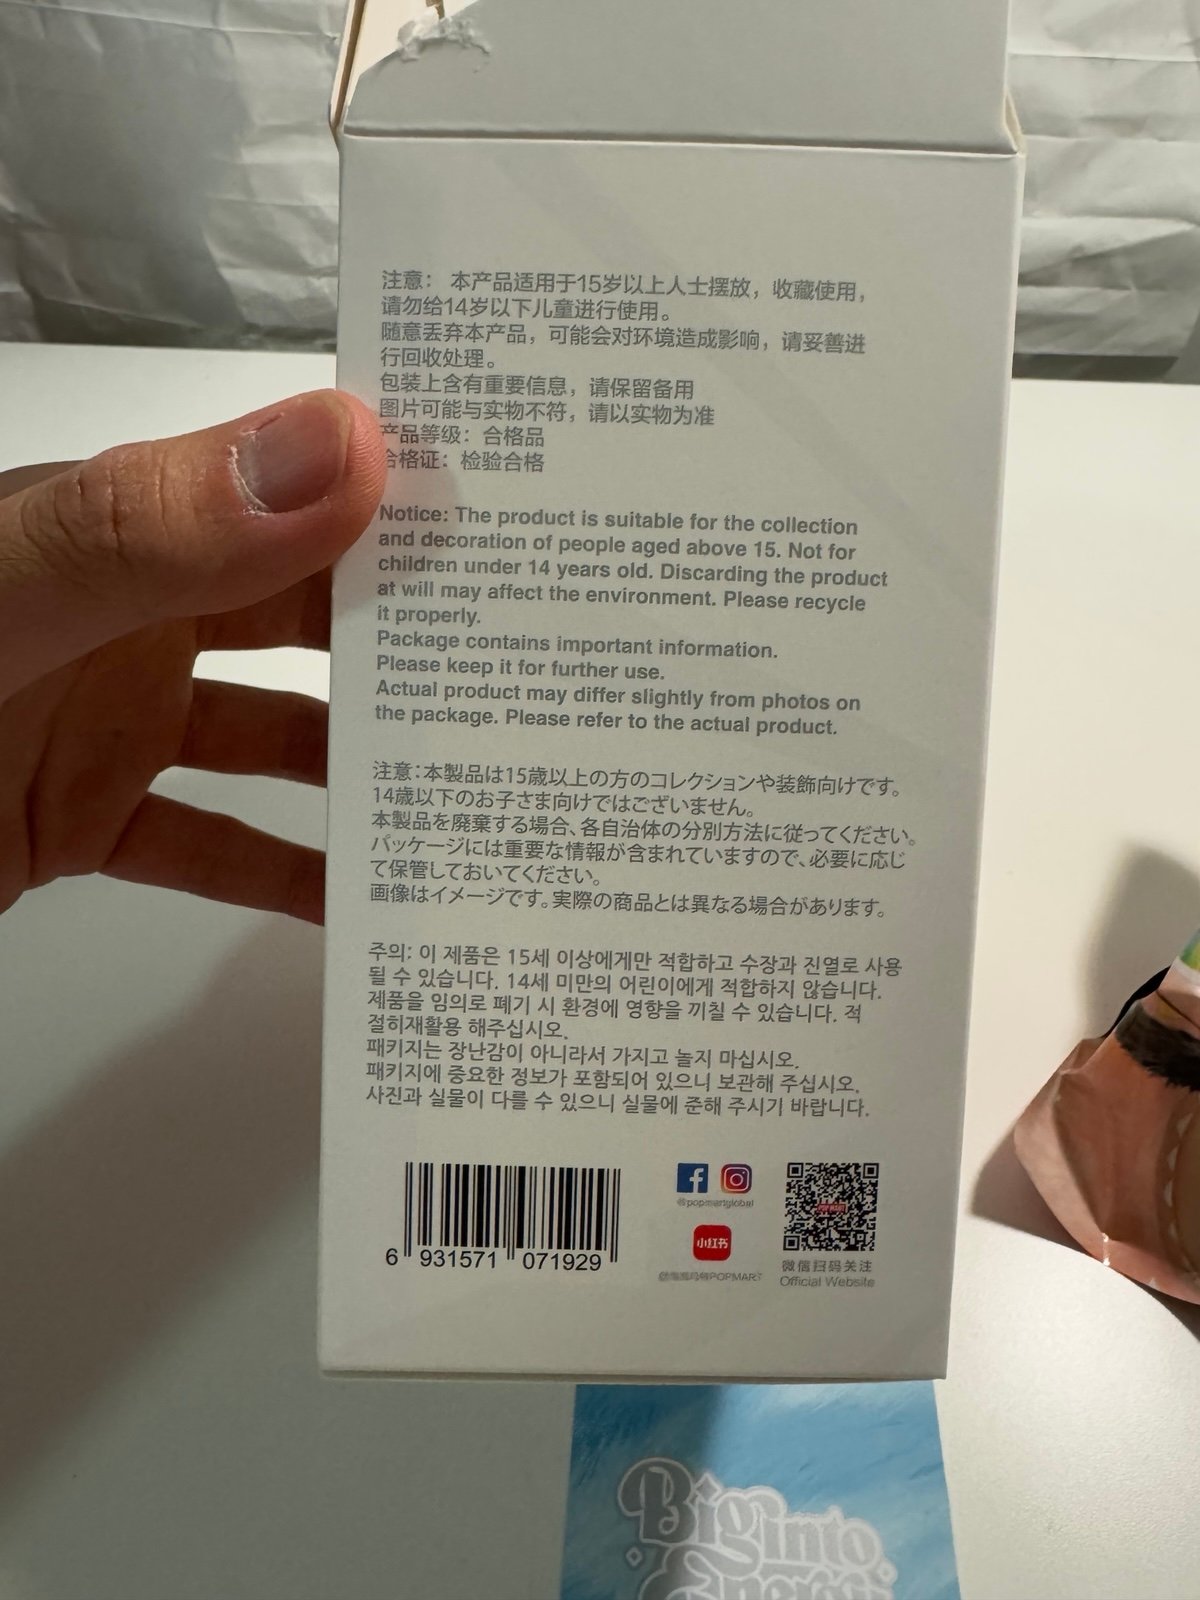 注意： 本产品适用于15岁以上人士摆放，收藏使用，
请勿给14岁以下儿童进行使用。
随意丢弃本产品，可能会对环境造成影响，请妥善进
行回收处理。
包装上含有重要信息，请保留备用
图片可能与实物不符，请以实物为准
产品等级：合格品
合格证：检验合格
Notice: The product is suitable for the collection
and decoration of people aged above 15. Not for
children under 14 years old. Discarding the product
at will may affect the environment. Please recycle
it properly.
Package contains important information.
Please keep it for further use.
Actual product may differ slightly from photos on
the package. Please refer to the actual product.
注意：本製品は15歳以上の方のコレクションや装飾向けです。
14歳以下のお子さま向けではございません。
本製品を廃棄する場合、各自治体の分別方法に従ってください。
パッケージには重要な情報が含まれていますので、必要に応じ
て保管しておいてください。
画像はイメージです。実際の商品とは異なる場合があります。
주의: 이 제품은 15세 이상에게만 적합하고 수장과 진열로 사용
될 수 있습니다. 14세 미만의 어린이에게 적합하지 않습니다.
제품을 임의로 폐기 시 환경에 영향을 끼칠 수 있습니다. 적
절히재활용 해주십시오.
패키지는 장난감이 아니라서 가지고 놀지 마십시오.
패키지에 중요한 정보가 포함되어 있으니 보관해 주십시오.
사진과 실물이 다를 수 있으니 실물에 준해 주시기 바랍니다.
6 931571 071929
@popmartglobal
小红书
POPMART
POP MART
微信扫码关注
Official Website
Big into
Energy